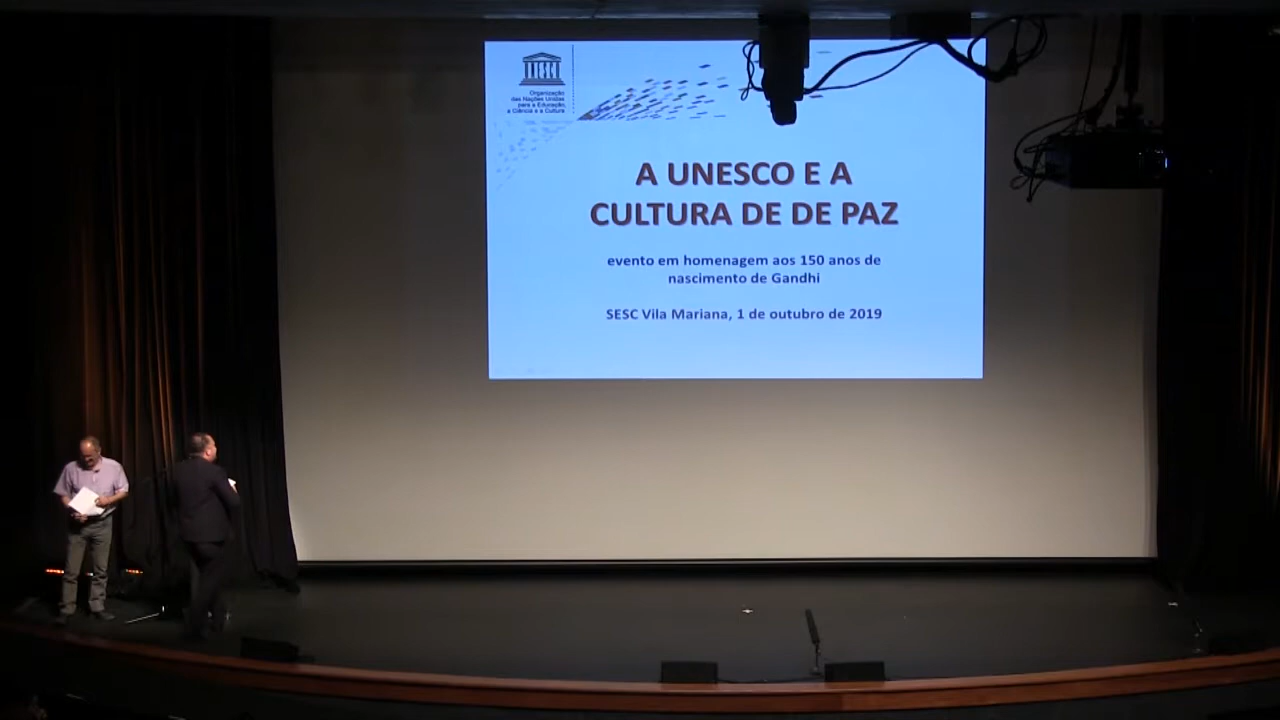 UNESCO
Organização
das Nações Unidas
para a Educação,
a Ciência e a Cultura
A UNESCO E A
CULTURA DE DE PAZ
evento em homenagem aos 150 anos de
nascimento de Gandhi
SESC Vila Mariana, 1 de outubro de 2019